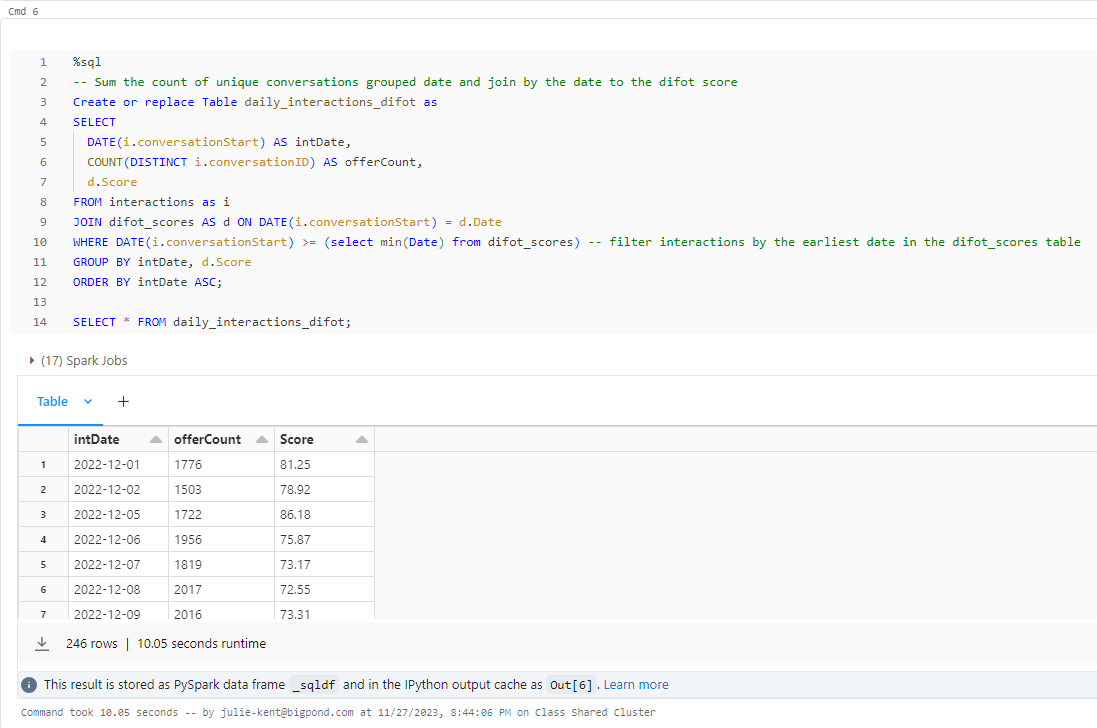 Cmd 6
1 %sql
2 -- Sum the count of unique conversations grouped date and join by the date to the difot score
3 Create or replace Table daily_interactions_difot as
4 SELECT
5 DATE(i.conversationStart) AS intDate,
6 COUNT(DISTINCT i.conversationID) AS offerCount,
7 d.Score
8 FROM interactions as i
9 JOIN difot_scores AS d ON DATE(i.conversationStart) = d.Date
10 WHERE DATE(i.conversationStart) >= (select min(Date) from difot_scores) -- filter interactions by the earliest date in the difot_scores table
11 GROUP BY intDate, d.Score
12 ORDER BY intDate ASC;
13
14 SELECT * FROM daily_interactions_difot;
(17) Spark Jobs
Table +
intDate offerCount Score
1 2022-12-01 1776 81.25
2 2022-12-02 1503 78.92
3 2022-12-05 1722 86.18
4 2022-12-06 1956 75.87
5 2022-12-07 1819 73.17
6 2022-12-08 2017 72.55
7 2022-12-09 2016 73.31
246 rows | 10.05 seconds runtime
This result is stored as PySpark data frame _sqldf and in the IPython output cache as Out[6]. Learn more
Command took 10.05 seconds -- by julie-kent@bigpond.com at 11/27/2023, 8:44:06 PM on Class Shared Cluster